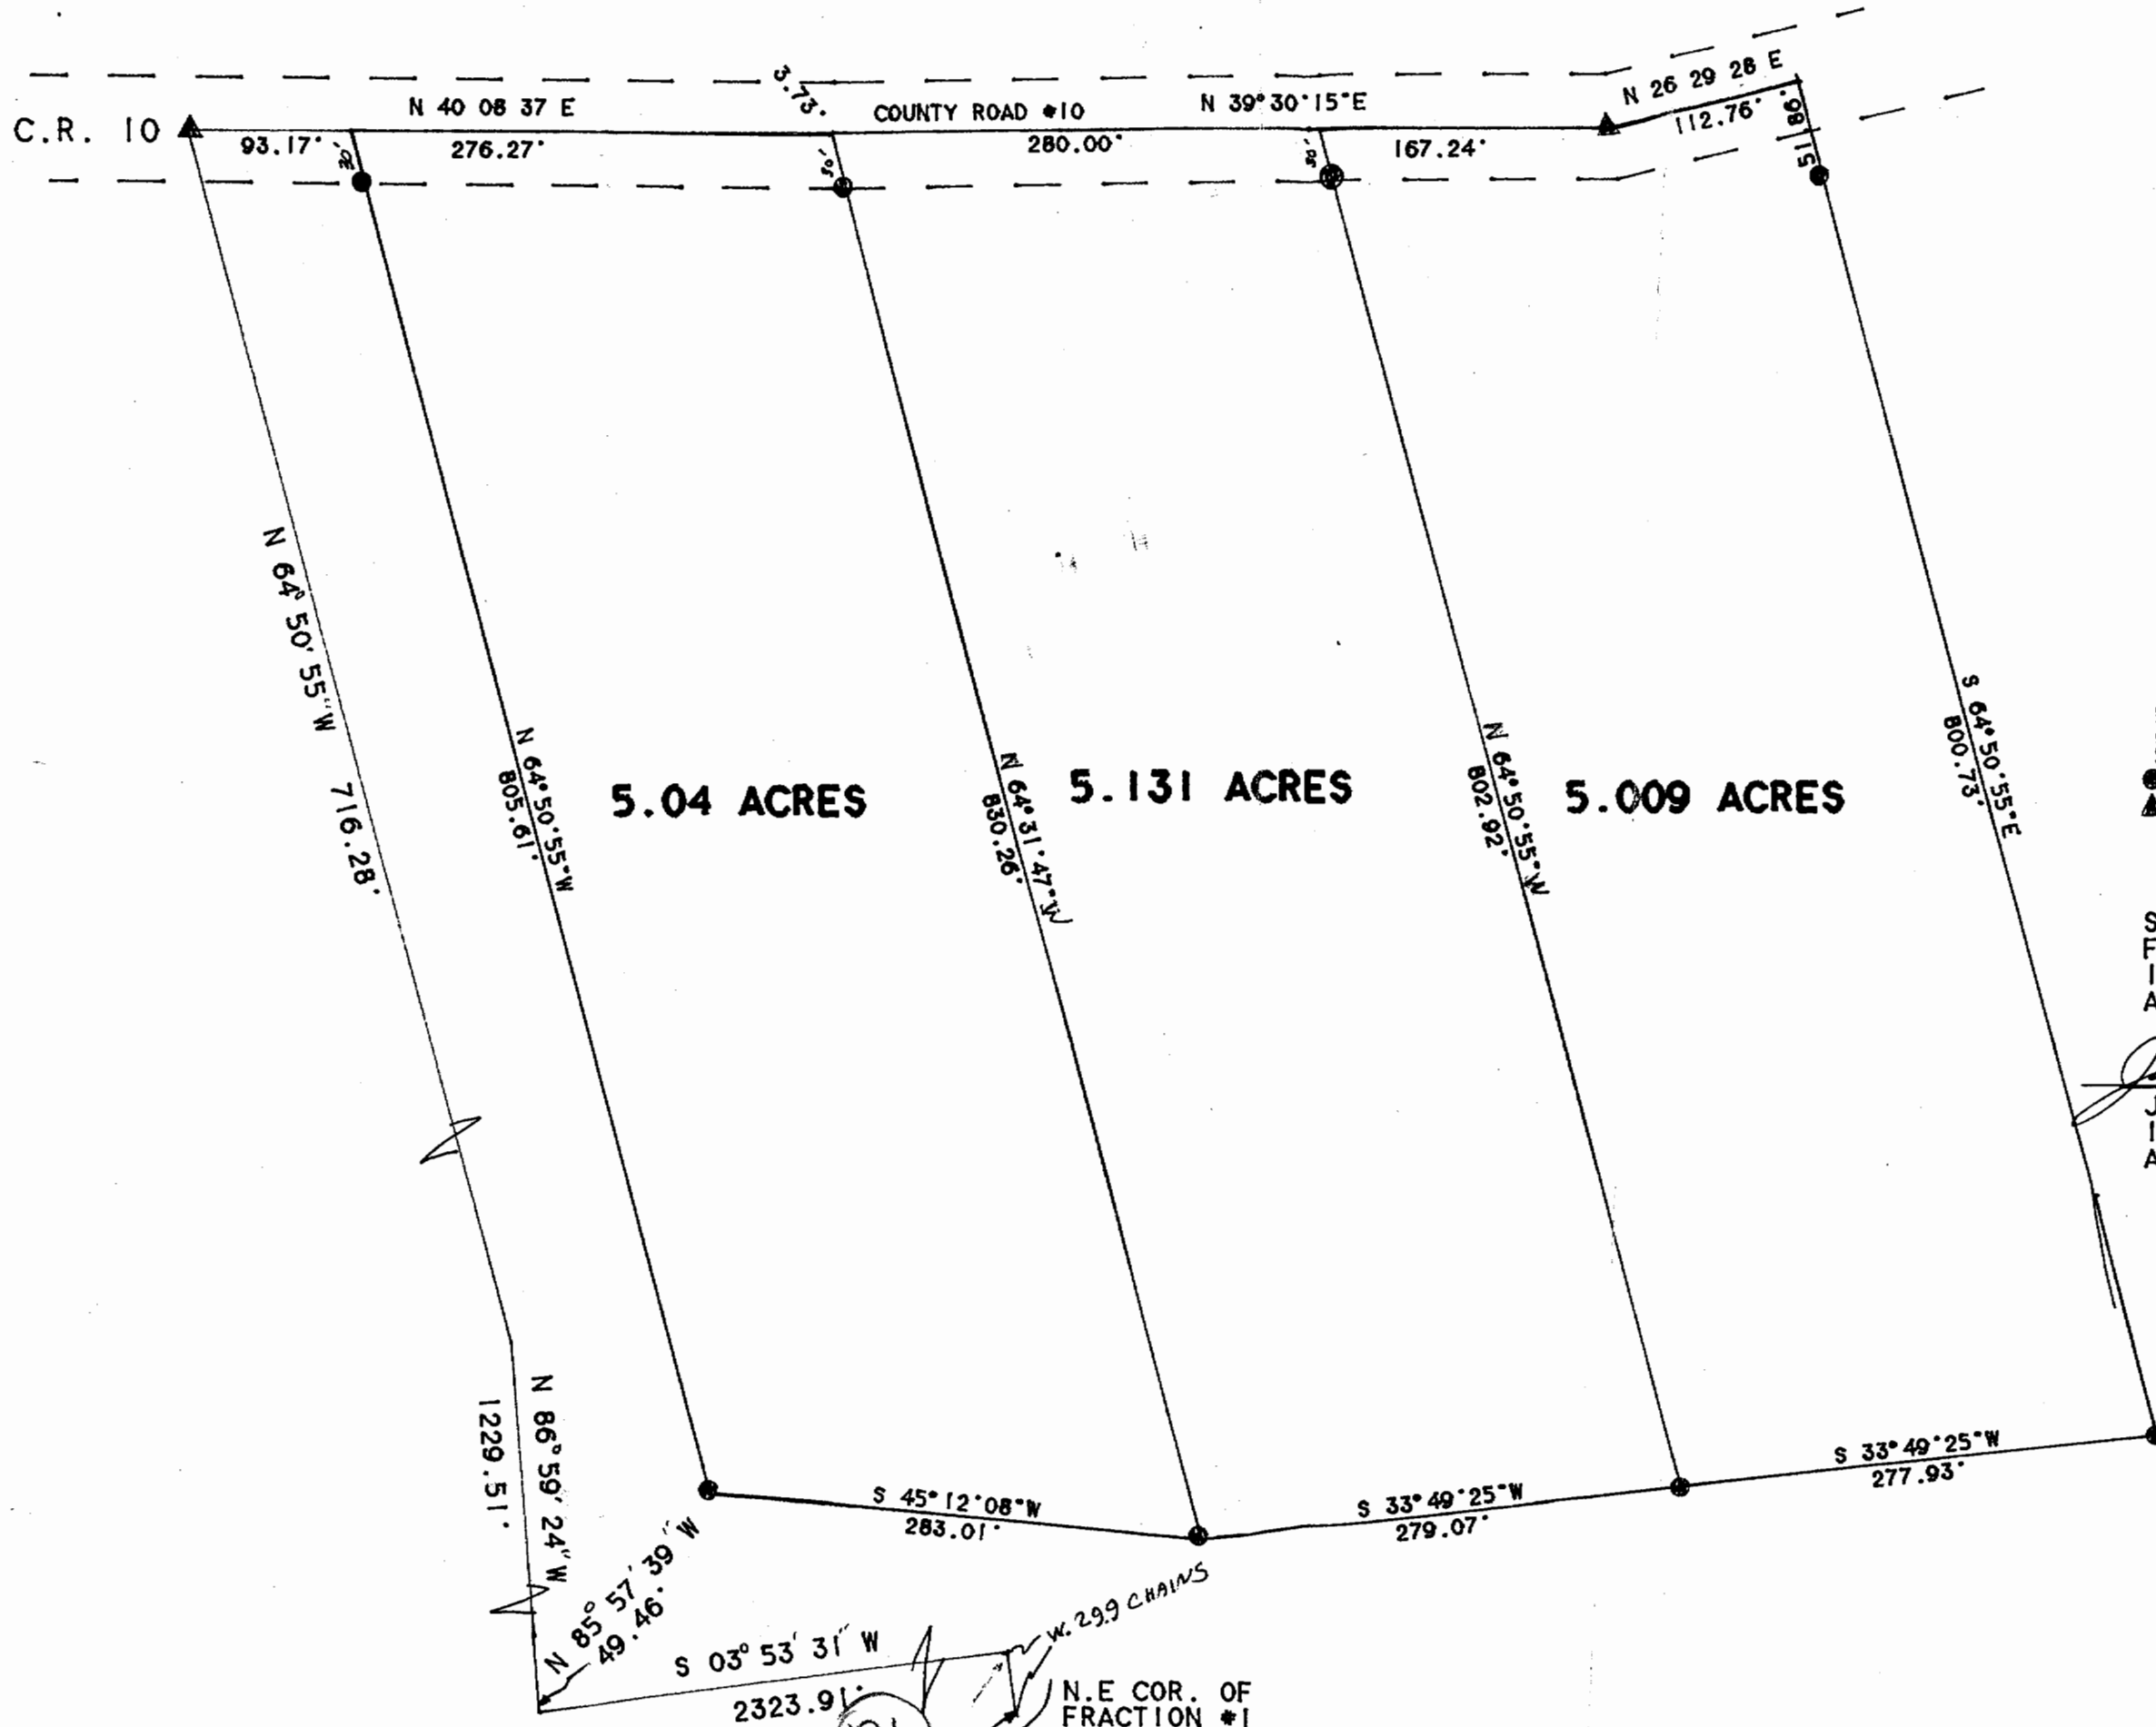 N 26 29 28 E
3.73'
N 40 08 37 E
COUNTY ROAD #10
N 39°30'15"E
112.76'
51.86'
C.R. 10
93.17'
276.27'
280.00'
167.24'
50'
50'
N 64° 50' 55" W
716.28'
N 64°50'55"W
805.61'
N 64°31'47"W
830.26'
N 64°50'55"W
802.92'
S 64°50'55"E
800.73'
5.04 ACRES
5.131 ACRES
5.009 ACRES
S
I
A
J
I
A
N 86° 59' 24" W
1229.51'
S 45°12'08"W
283.01'
S 33°49'25"W
279.07'
S 33°49'25"W
277.93'
N 85° 57' 39" W
49.46'
W. 29.9 CHAINS
S 03° 53' 31" W
2323.91'
N.E COR. OF
FRACTION #1